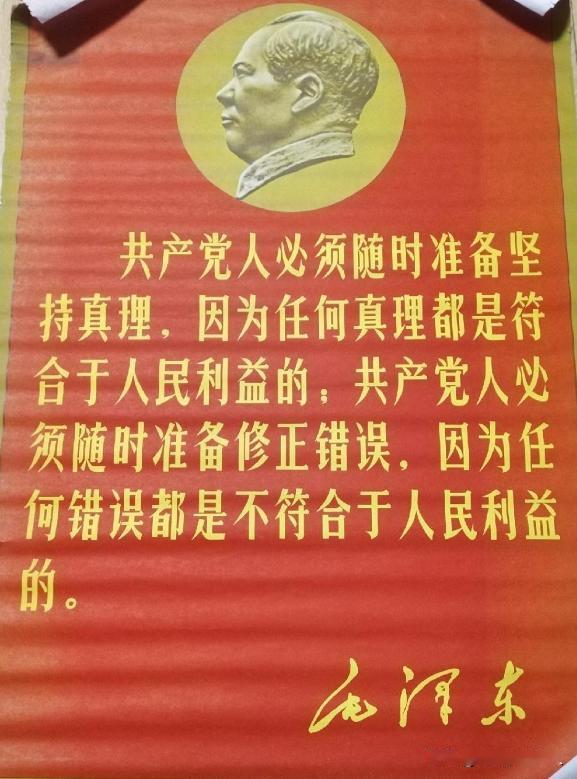 共产党人必须随时准备坚
持真理，因为任何真理都是符
合于人民利益的；共产党人必
须随时准备修正错误，因为任
何错误都是不符合于人民利益
的。
毛泽东